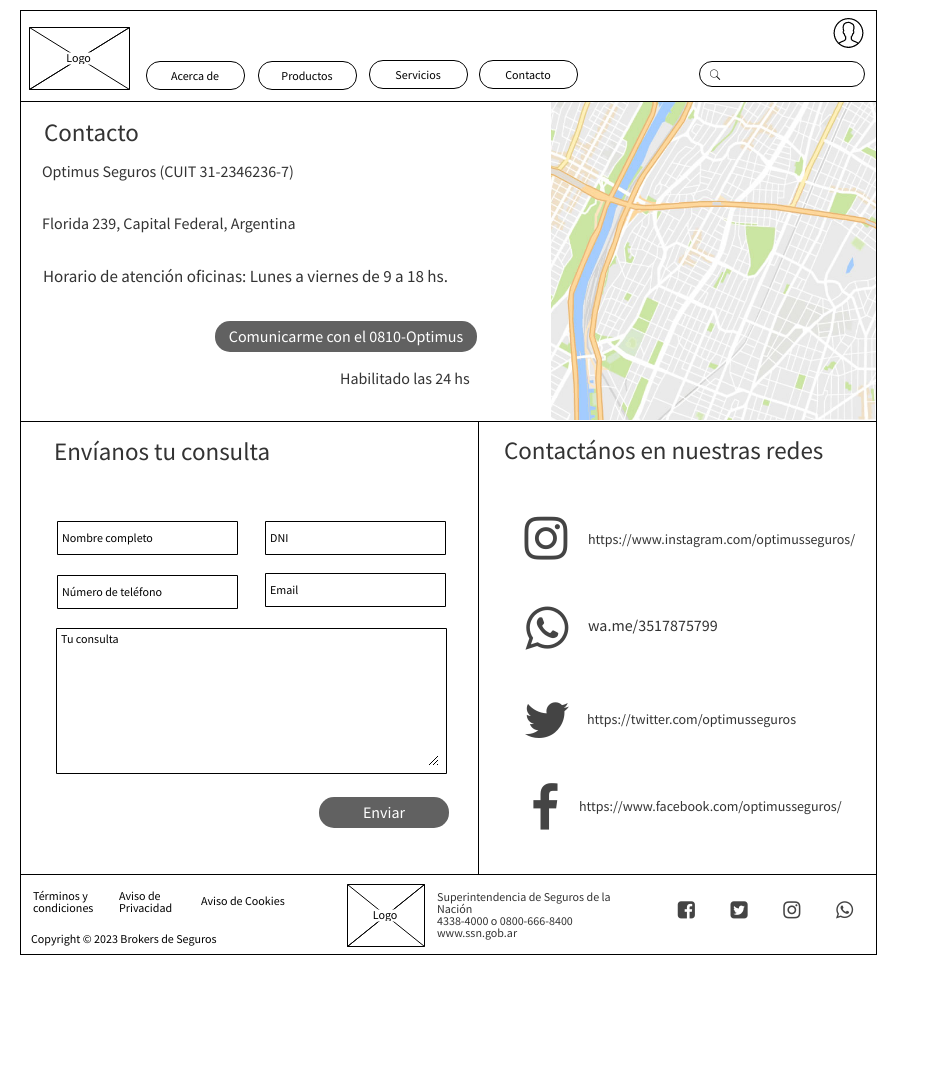 Logo
Acerca de
Productos
Servicios
Contacto
Contacto
Optimus Seguros (CUIT 31-2346236-7)
Florida 239, Capital Federal, Argentina
Horario de atención oficinas: Lunes a viernes de 9 a 18 hs.
Comunicarme con el 0810-Optimus
Habilitado las 24 hs
Envíanos tu consulta
Nombre completo
DNI
Número de teléfono
Email
Tu consulta
Enviar
Contactános en nuestras redes
https://www.instagram.com/optimusseguros/
wa.me/3517875799
https://twitter.com/optimusseguros
https://www.facebook.com/optimusseguros/
Términos y
condiciones
Aviso de
Privacidad
Aviso de Cookies
Copyright © 2023 Brokers de Seguros
Logo
Superintendencia de Seguros de la
Nación
4338-4000 o 0800-666-8400
www.ssn.gob.ar